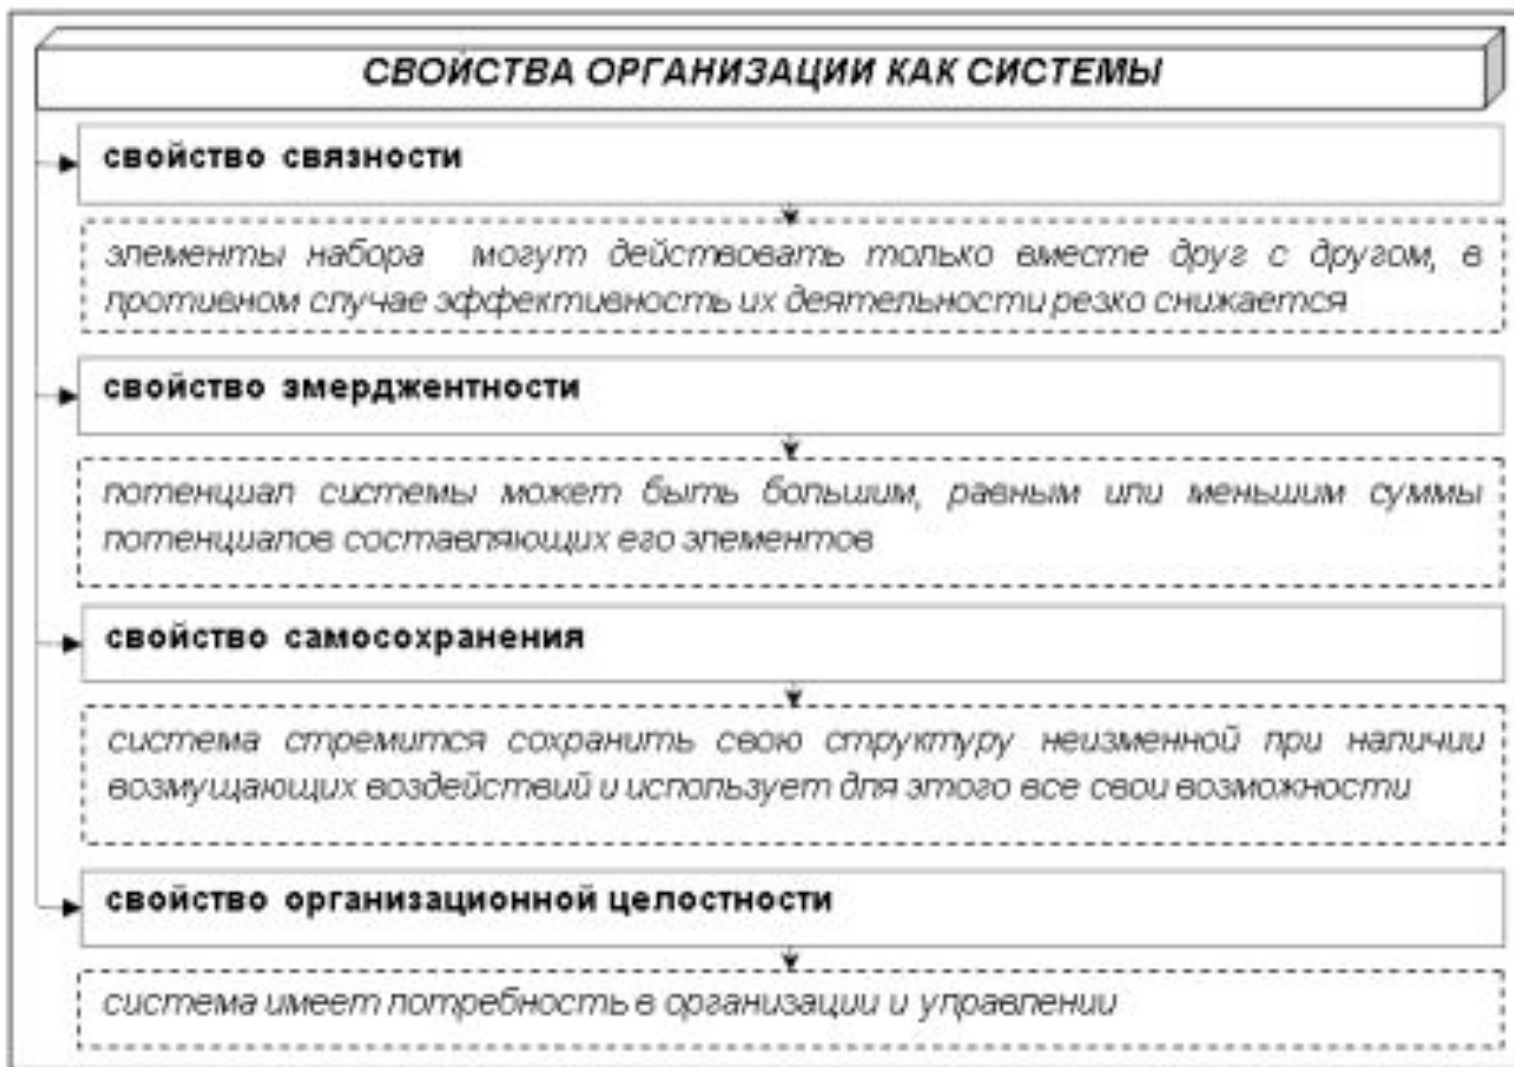 СВОЙСТВА ОРГАНИЗАЦИИ КАК СИСТЕМЫ
свойство связности
элементы набора могут действовать только вместе друг с другом, в
противном случае эффективность их деятельности резко снижается
свойство эмерджентности
потенциал системы может быть большим, равным или меньшим суммы
потенциалов составляющих его элементов
свойство самосохранения
система стремится сохранить свою структуру неизменной при наличии
возмущающих воздействий и использует для этого все свои возможности
свойство организационной целостности
система имеет потребность в организации и управлении